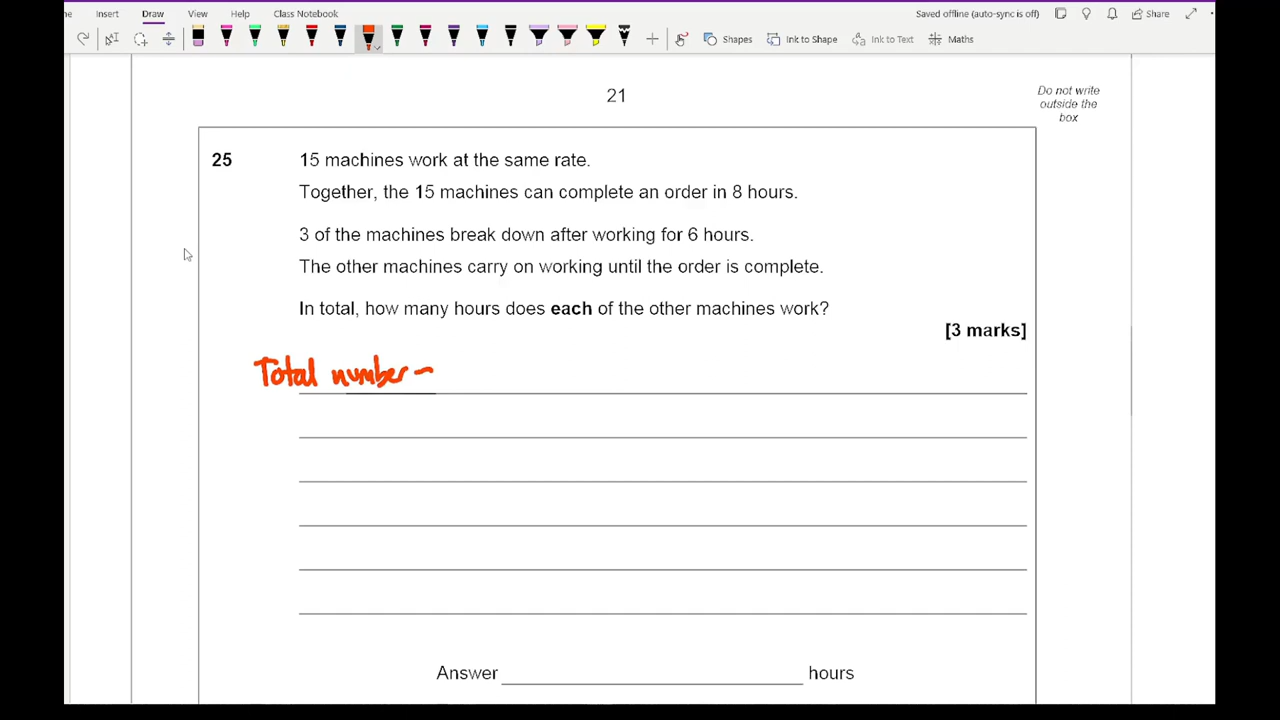 me Insert Draw View Help Class Notebook Saved offline (auto-sync is off) Share
Shapes Ink to Shape Ink to Text Maths
21
Do not write
outside the
box
25 15 machines work at the same rate.
Together, the 15 machines can complete an order in 8 hours.
3 of the machines break down after working for 6 hours.
The other machines carry on working until the order is complete.
In total, how many hours does each of the other machines work?
[3 marks]
Total number -
Answer hours